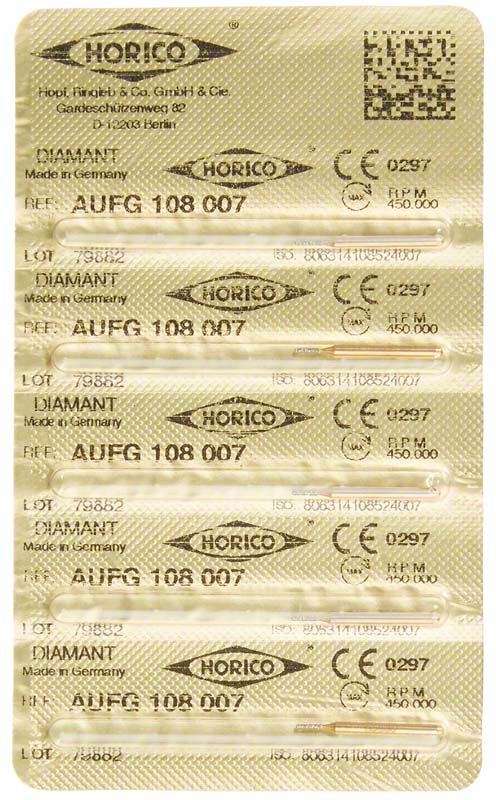 HORICO ®
Hopf, Ringleb & Co. GmbH & Cie.
Gardeschützenweg 82
D-12203 Berlin
DIAMANT
Made in Germany
HORICO ®
CE 0297
REF: AUFG 108 007
MAX RPM
450.000
LOT 79882 ISO: 806314108524007
DIAMANT
Made in Germany
HORICO ®
CE 0297
REF: AUFG 108 007
MAX RPM
450.000
LOT 79882 ISO: 806314108524007
DIAMANT
Made in Germany
HORICO ®
CE 0297
REF: AUFG 108 007
MAX RPM
450.000
LOT 79882 ISO: 806314108524007
DIAMANT
Made in Germany
HORICO ®
CE 0297
REF: AUFG 108 007
MAX RPM
450.000
LOT 79882 ISO: 806314108524007
DIAMANT
Made in Germany
HORICO ®
CE 0297
REF: AUFG 108 007
MAX RPM
450.000
LOT 79882 ISO: 806314108524007